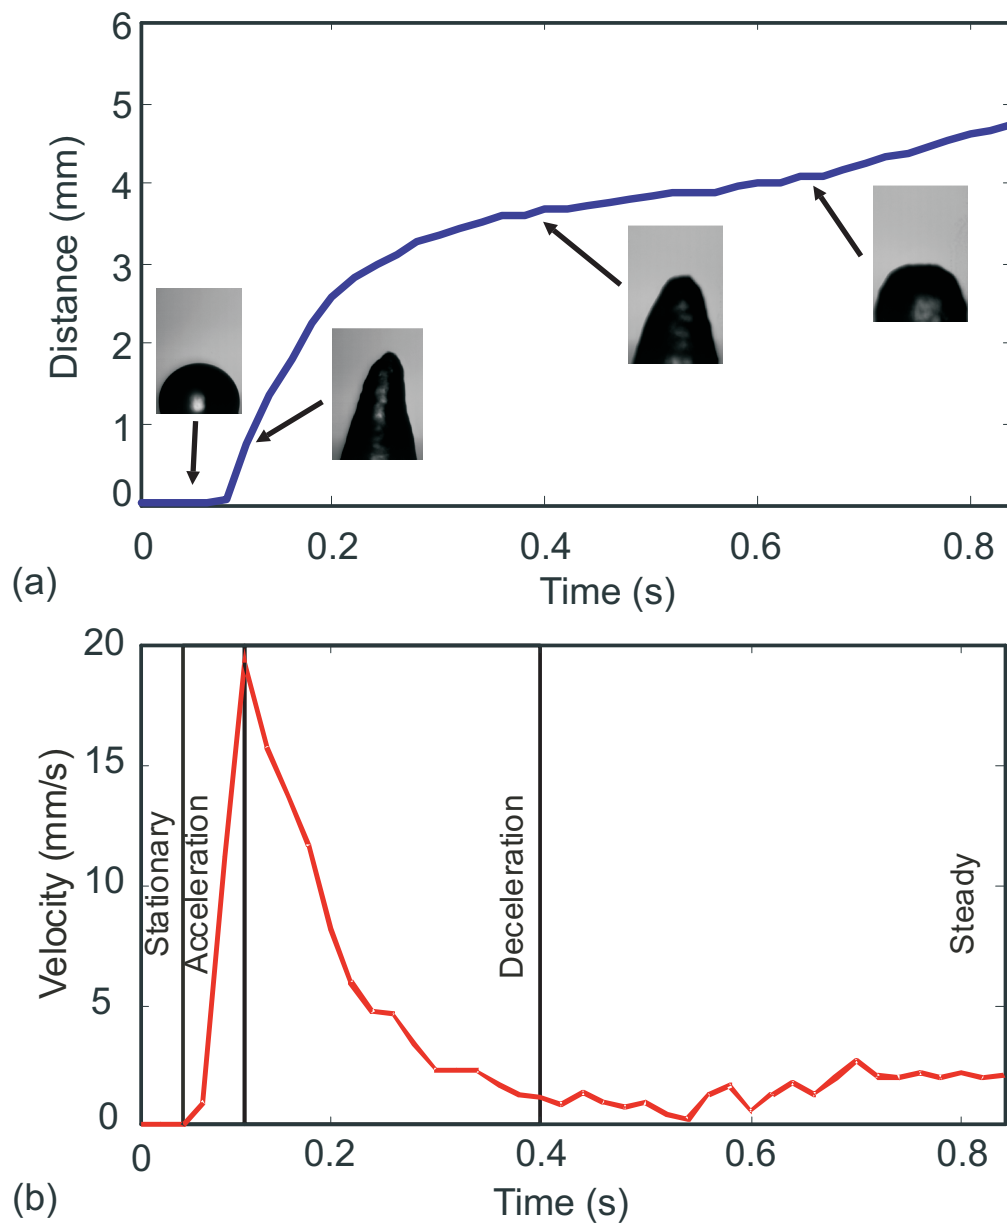 6
5
4
3
2
1
0
Distance (mm)
0 0.2 0.4 0.6 0.8
Time (s)
(a)
20
15
10
5
0
Velocity (mm/s)
Stationary
Acceleration
Deceleration
Steady
0 0.2 0.4 0.6 0.8
Time (s)
(b)